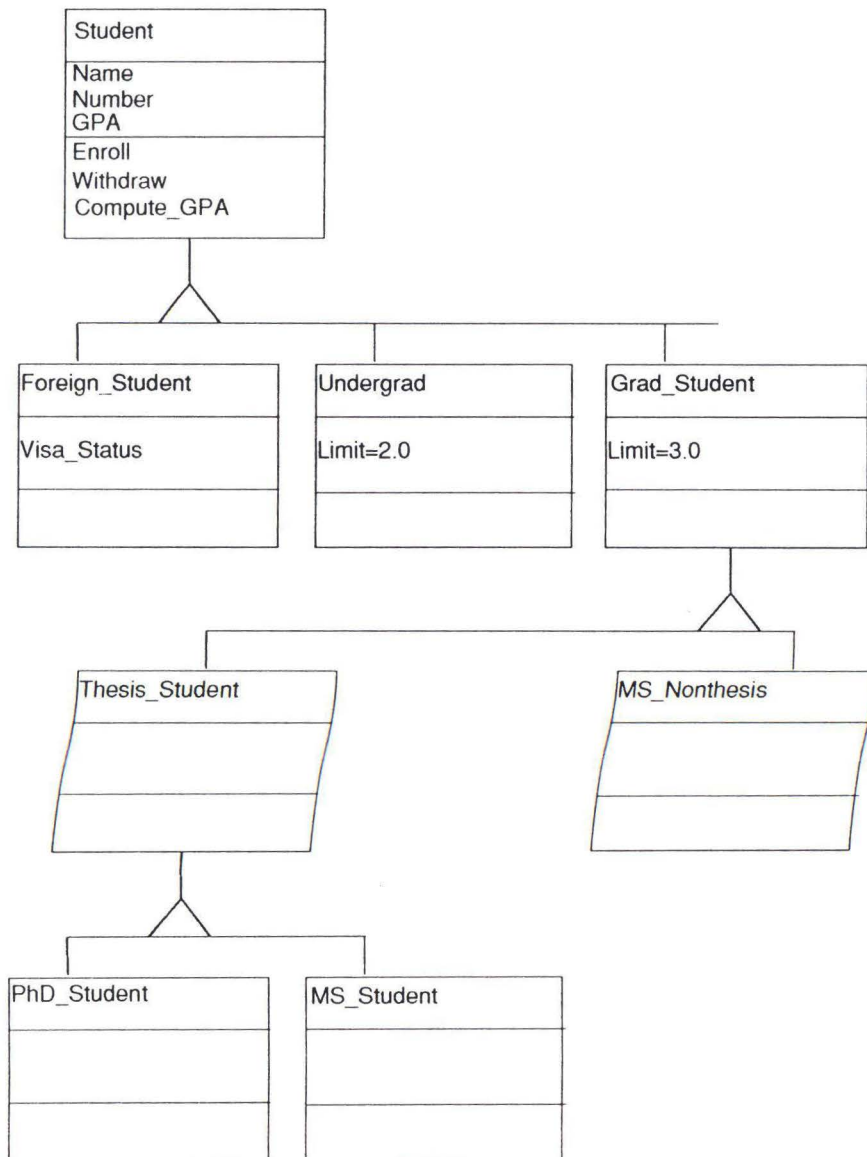 Student
Name
Number
GPA
Enroll
Withdraw
Compute_GPA
Foreign_Student
Visa_Status
Undergrad
Limit=2.0
Grad_Student
Limit=3.0
Thesis_Student
MS_Nonthesis
PhD_Student
MS_Student